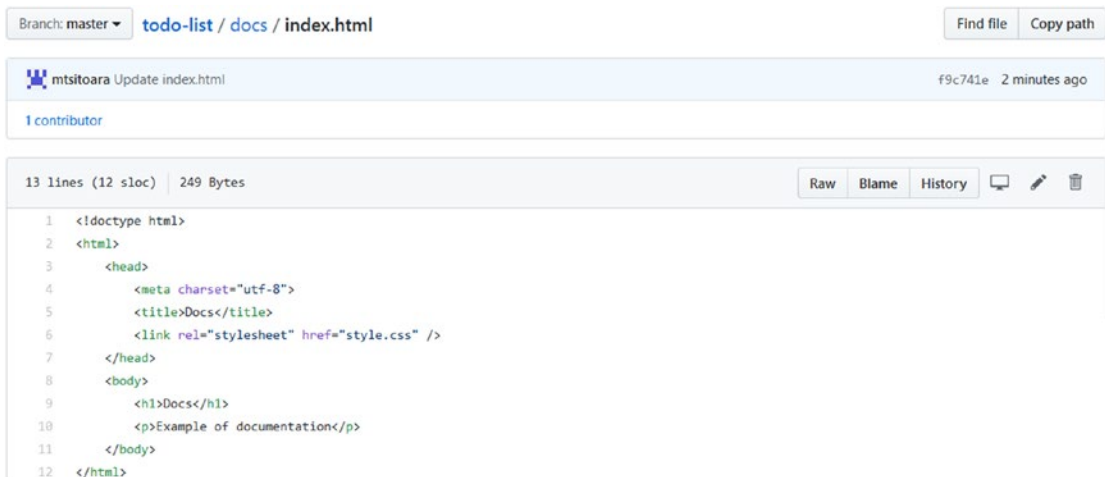 Branch: master todo-list / docs / index.html Find file Copy path
mtsitoara Update index.html f9c741e 2 minutes ago
1 contributor
13 lines (12 sloc) 249 Bytes Raw Blame History
1 <!doctype html>
2 <html>
3 <head>
4 <meta charset="utf-8">
5 <title>Docs</title>
6 <link rel="stylesheet" href="style.css" />
7 </head>
8 <body>
9 <h1>Docs</h1>
10 <p>Example of documentation</p>
11 </body>
12 </html>